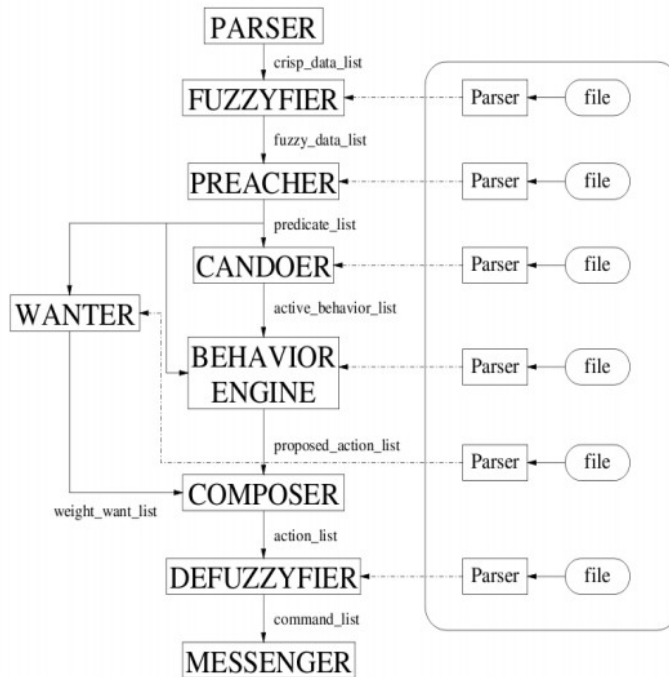 PARSER
crisp_data_list
FUZZYFIER
Parser
file
fuzzy_data_list
PREACHER
Parser
file
predicate_list
CANDOER
Parser
file
WANTER
active_behavior_list
BEHAVIOR
ENGINE
Parser
file
proposed_action_list
Parser
file
COMPOSER
weight_want_list
action_list
DEFUZZYFIER
Parser
file
command_list
MESSENGER